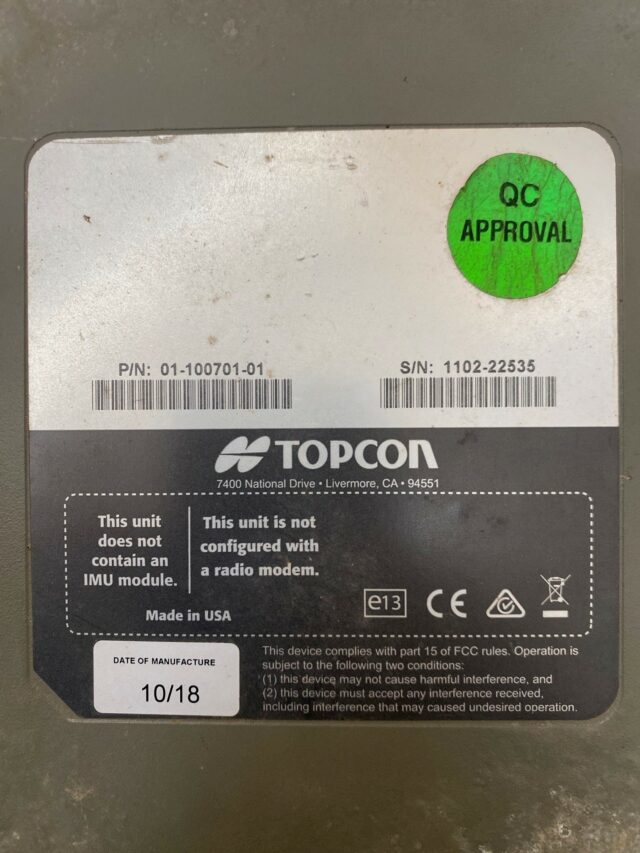 QC
APPROVAL
P/N: 01-100701-01
S/N: 1102-22535
TOPCON
7400 National Drive • Livermore, CA • 94551
This unit
does not
contain an
IMU module.
This unit is not
configured with
a radio modem.
Made in USA
e13
CE
DATE OF MANUFACTURE
10/18
This device complies with part 15 of FCC rules. Operation is
subject to the following two conditions:
(1) this device may not cause harmful interference, and
(2) this device must accept any interference received,
including interference that may caused undesired operation.